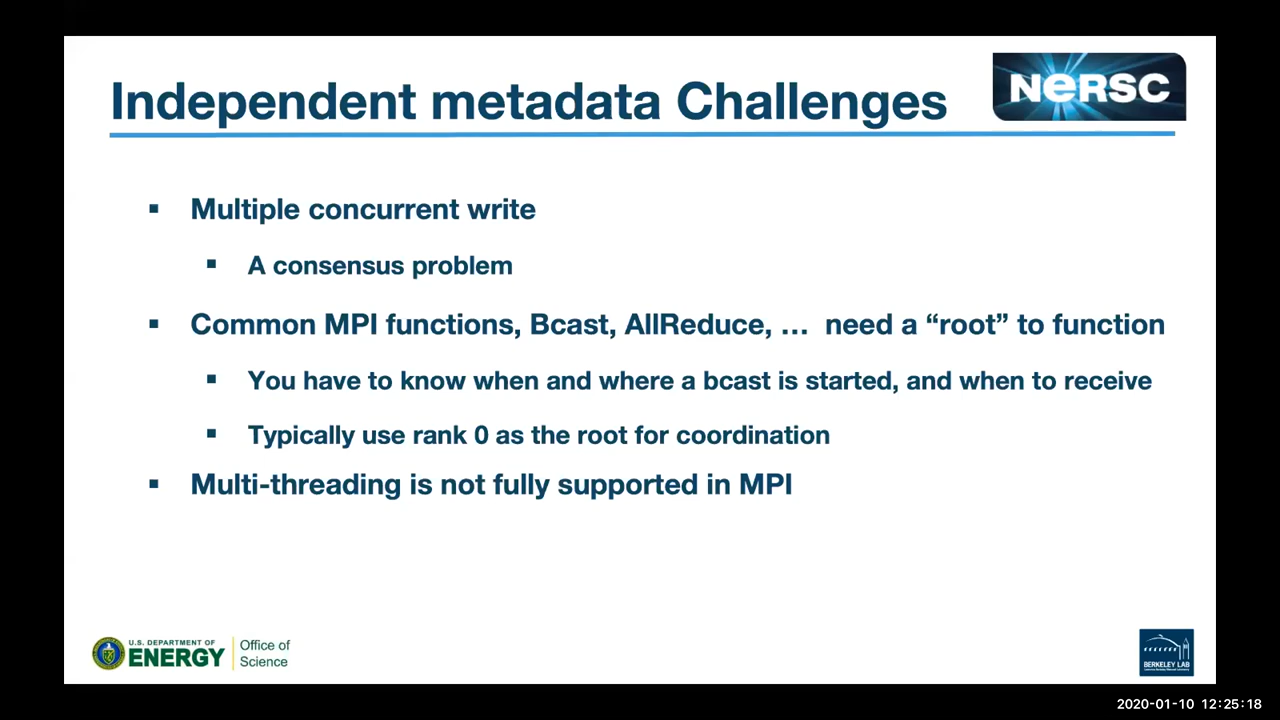 Independent metadata Challenges
NERSC
▪ Multiple concurrent write
▪ A consensus problem
▪ Common MPI functions, Bcast, AllReduce, … need a “root” to function
▪ You have to know when and where a bcast is started, and when to receive
▪ Typically use rank 0 as the root for coordination
▪ Multi-threading is not fully supported in MPI
U.S. DEPARTMENT OF
ENERGY
Office of
Science
BERKELEY LAB
2020-01-10 12:25:18